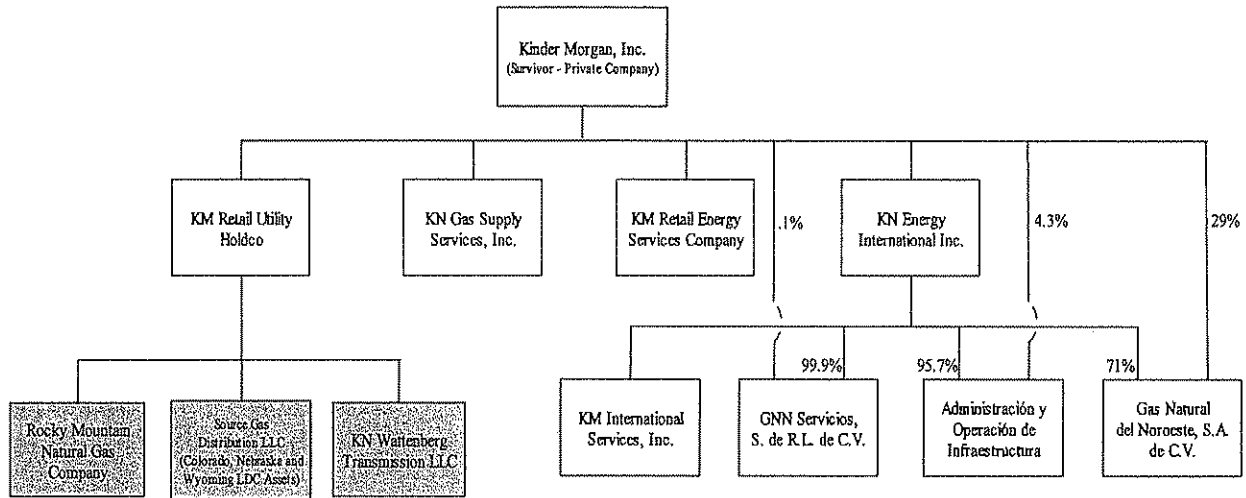 Kinder Morgan, Inc.
(Survivor - Private Company)
KM Retail Utility
Holdco
KN Gas Supply
Services, Inc.
KM Retail Energy
Services Company
.1%
KN Energy
International Inc.
4.3%
29%
99.9%
95.7%
71%
Rocky Mountain
Natural Gas
Company
Source Gas
Distribution LLC
(Colorado, Nebraska and
Wyoming LDC Assets)
KN Wattenberg
Transmission LLC
KM International
Services, Inc.
GNN Servicios,
S. de R.L. de C.V.
Administración y
Operación de
Infraestructura
Gas Natural
del Noroeste, S.A.
de C.V.